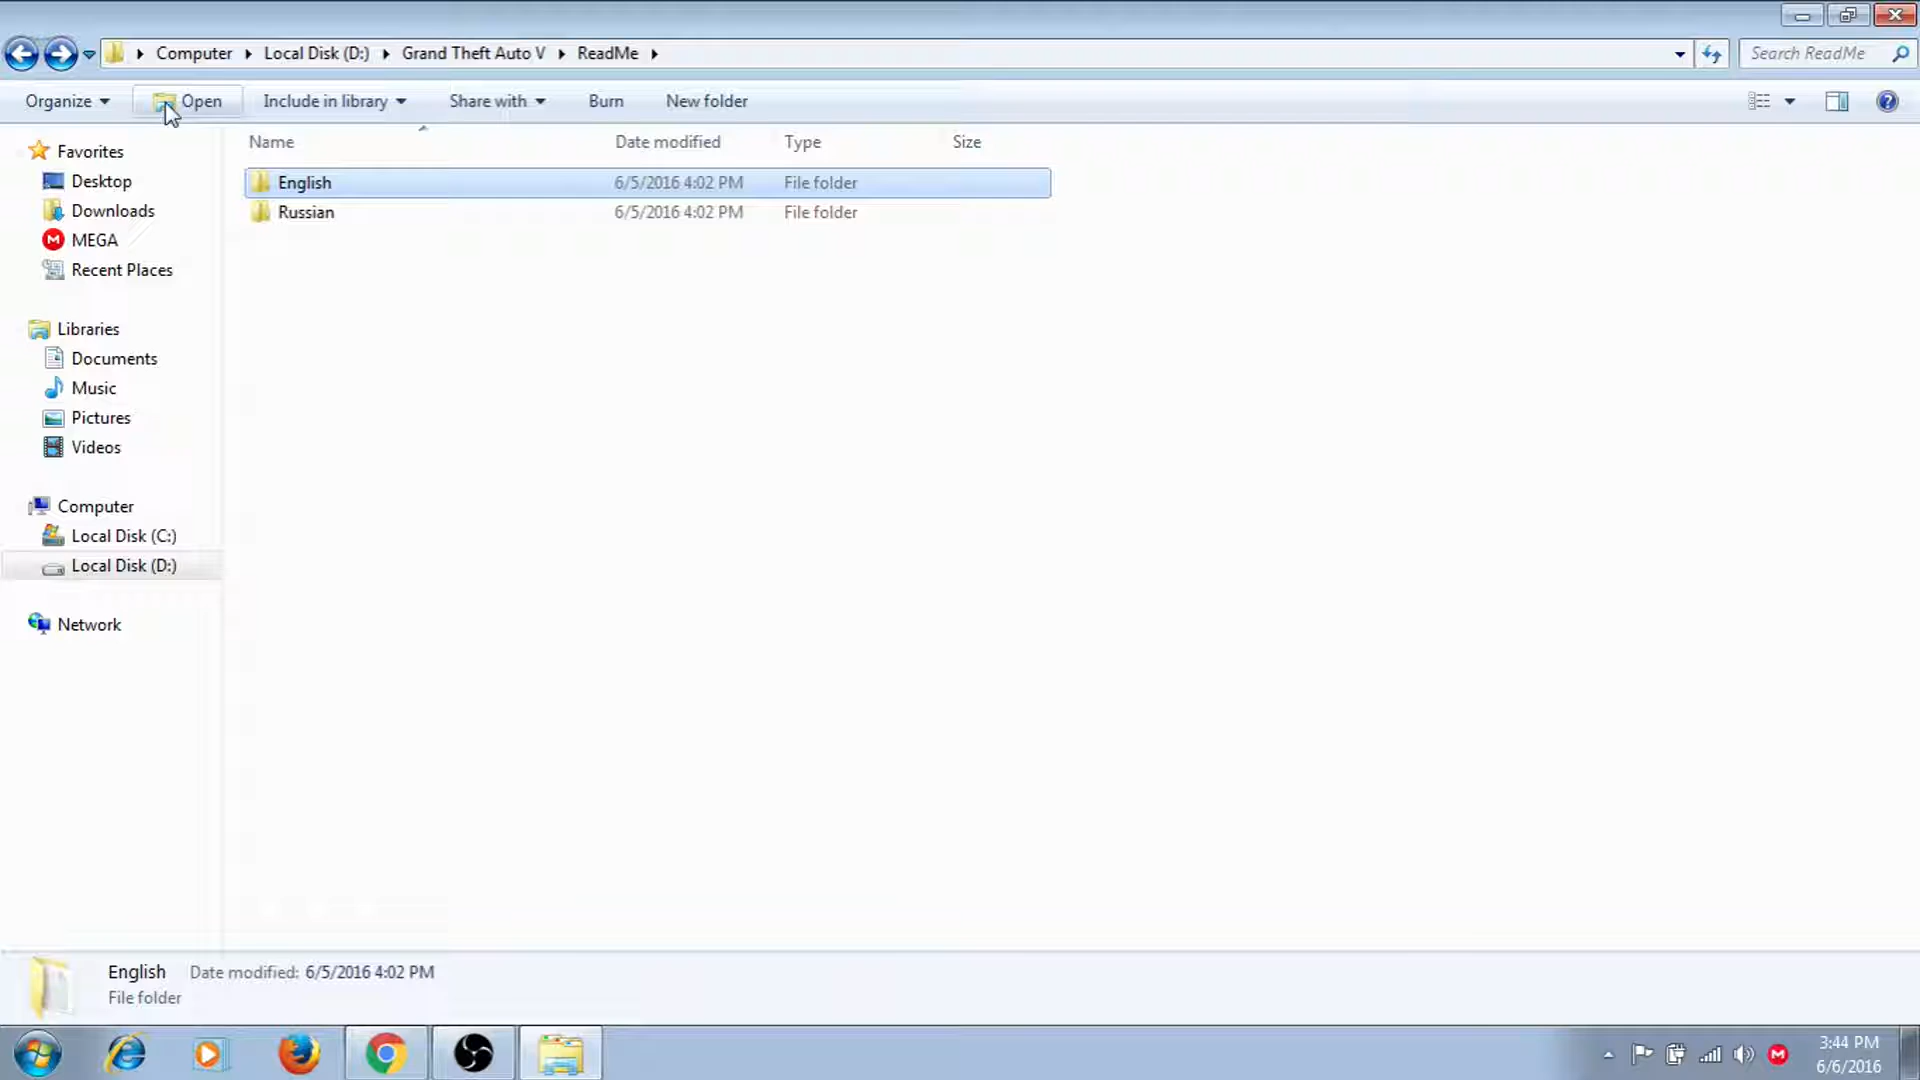 Computer Local Disk (D:) Grand Theft Auto V ReadMe
Search ReadMe
Organize Open Include in library Share with Burn New folder
Name Date modified Type Size
Favorites
Desktop
Downloads
MEGA
Recent Places
Libraries
Documents
Music
Pictures
Videos
Computer
Local Disk (C:)
Local Disk (D:)
Network
English 6/5/2016 4:02 PM File folder
Russian 6/5/2016 4:02 PM File folder
English Date modified: 6/5/2016 4:02 PM
File folder
3:44 PM
6/6/2016